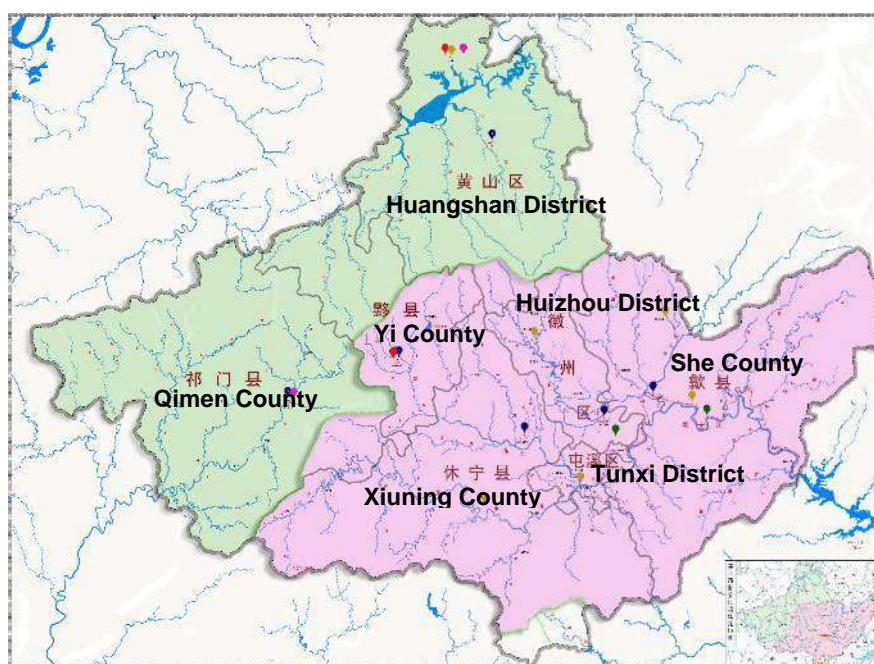 黄山区
Huangshan District
黟县
Yi County
Huizhou District
徽州区
She County
歙县
祁门县
Qimen County
屯溪区
Tunxi District
休宁县
Xiuning County